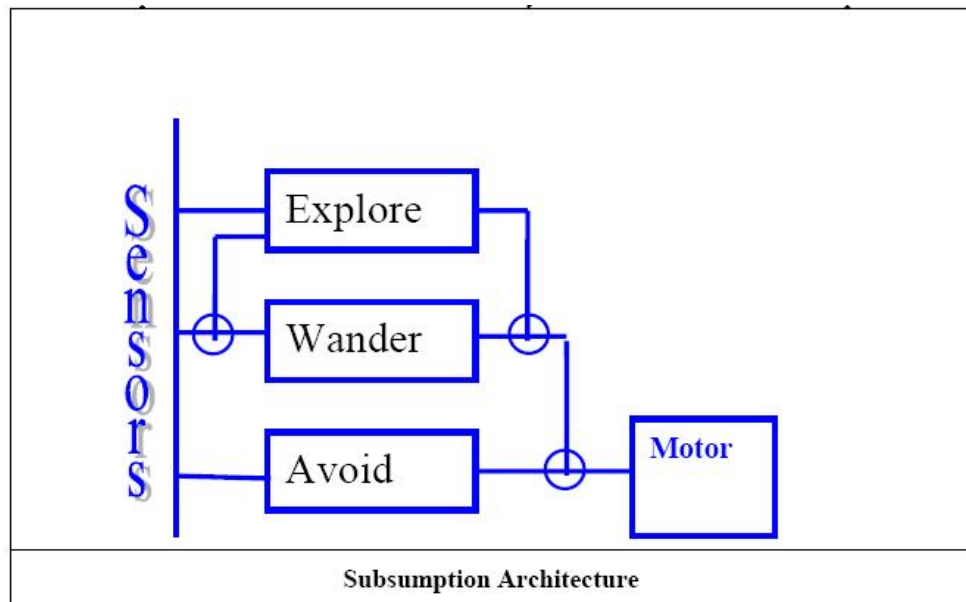 Sensors
Explore
Wander
Avoid
Motor
Subsumption Architecture